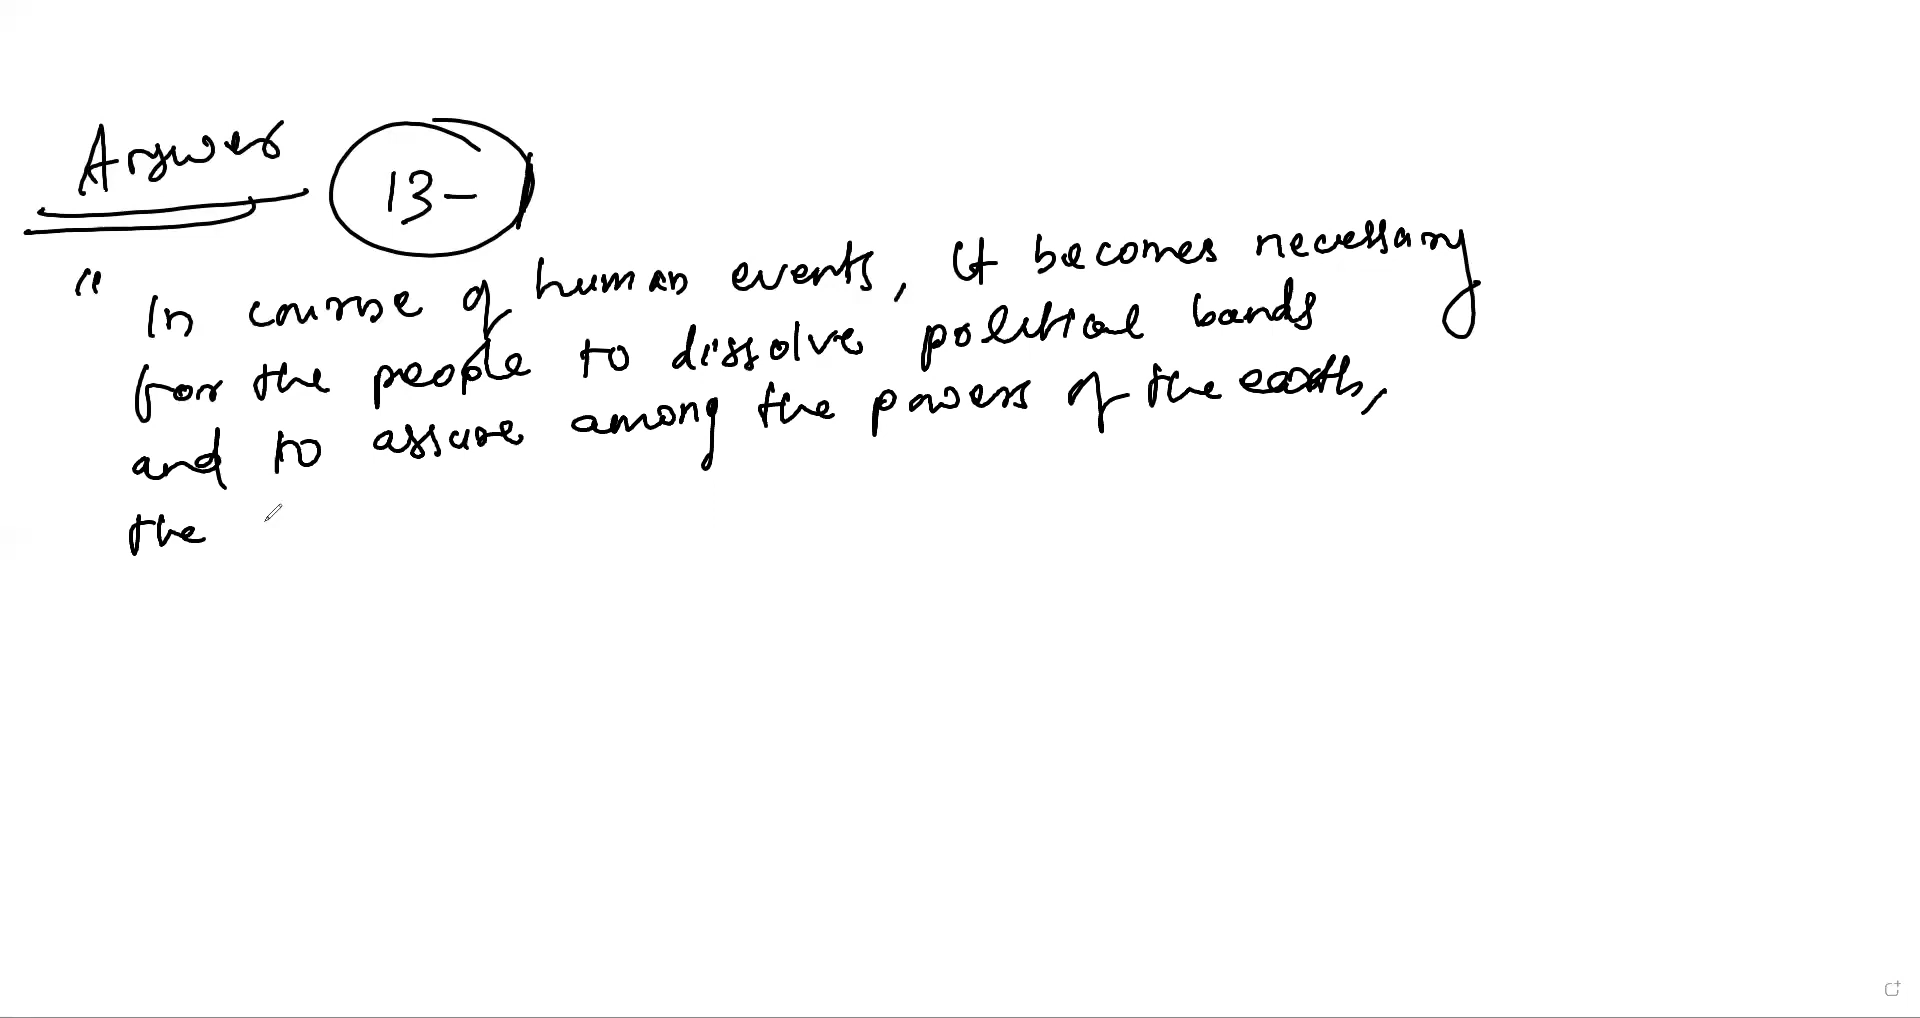 Answer 13-
" In course of human events, it becomes necessary
for the people to dissolve political bands
and to assure among the powers of the earth,
the